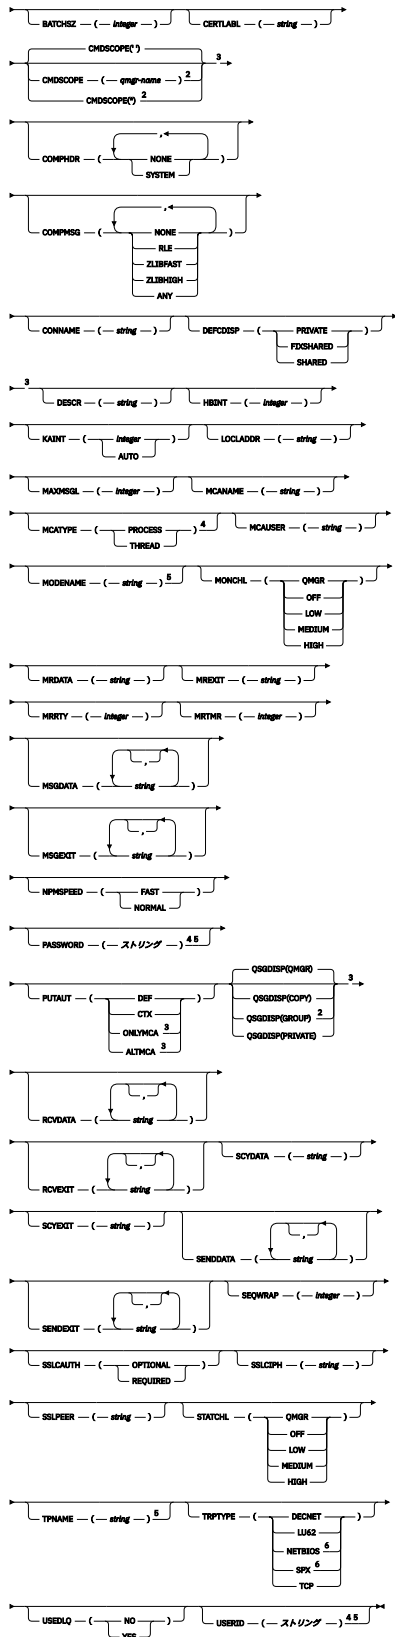 BATCHSZ ( integer ) CERTLABL ( string )
CMDSCOPE(' ')
CMDSCOPE ( qmgr-name ) 2 3
CMDSCOPE(*) 2
COMPHDR ( , NONE )
SYSTEM
COMPMSG ( , NONE )
RLE
ZLIBFAST
ZLIBHIGH
ANY
CONNAME ( string ) DEFCDISP ( PRIVATE )
FIXSHARED
SHARED
3 DESCR ( string ) HBINT ( integer )
KAINT ( integer ) LOCLADDR ( string )
AUTO
MAXMSGL ( integer ) MCANAME ( string )
MCATYPE ( PROCESS ) 4 MCAUSER ( string )
THREAD
MODENAME ( string ) 5 MONCHL ( QMGR )
OFF
LOW
MEDIUM
HIGH
MRDATA ( string ) MREXIT ( string )
MRRTY ( integer ) MRTMR ( integer )
,
MSGDATA ( string )
,
MSGEXIT ( string )
NPMSPEED ( FAST )
NORMAL
PASSWORD ( ストリング ) 4 5
QSGDISP(QMGR) 3
PUTAUT ( DEF ) QSGDISP(COPY)
CTX QSGDISP(GROUP) 2
ONLYMCA 3 QSGDISP(PRIVATE)
ALTMCA 3
,
RCVDATA ( string )
, SCYDATA ( string )
RCVEXIT ( string )
SCYEXIT ( string ) ,
SENDDATA ( string )
, SEQWRAP ( integer )
SENDEXIT ( string )
SSLCAUTH ( OPTIONAL ) SSLCIPH ( string )
REQUIRED
SSLPEER ( string ) STATCHL ( QMGR )
OFF
LOW
MEDIUM
HIGH
TPNAME ( string ) 5 TRPTYPE ( DECNET )
LU62
NETBIOS 6
SPX 6
TCP
USEDLQ ( NO ) USERID ( ストリング ) 4 5
YES